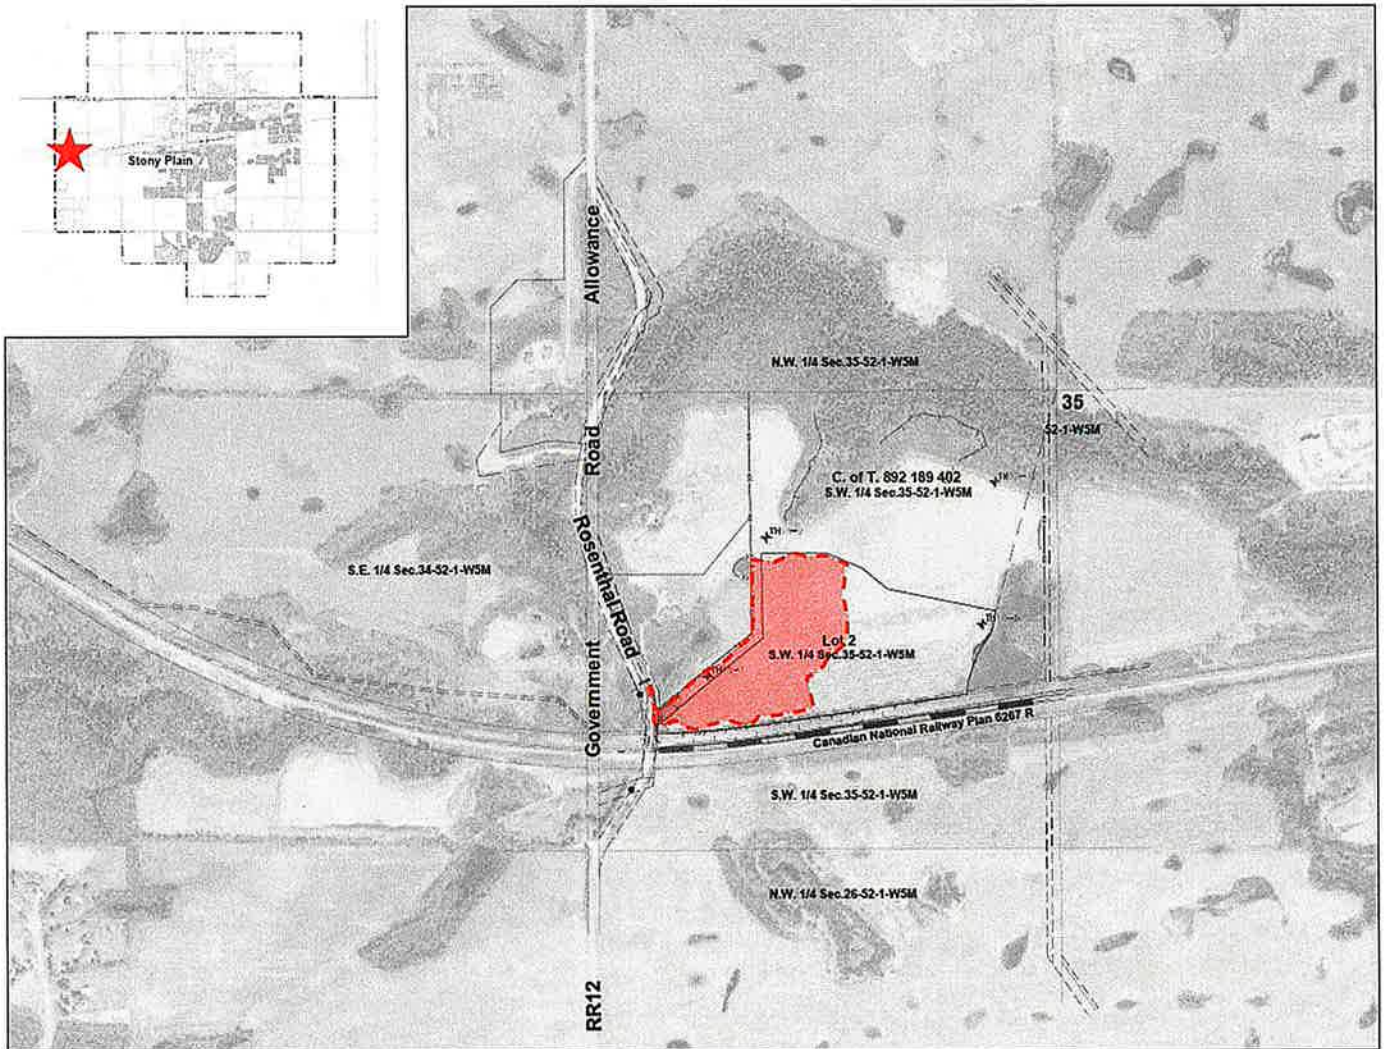 Stony Plain
Government Road Allowance
N.W. 1/4 Sec.35-52-1-W5M
35
52-1-W5M
C. of T. 892 189 402
S.W. 1/4 Sec.35-52-1-W5M
Rosenthal Road
S.E. 1/4 Sec.34-52-1-W5M
Lot 2
S.W. 1/4 Sec.35-52-1-W5M
Canadian National Railway Plan 6267 R
S.W. 1/4 Sec.35-52-1-W5M
N.W. 1/4 Sec.26-52-1-W5M
RR12